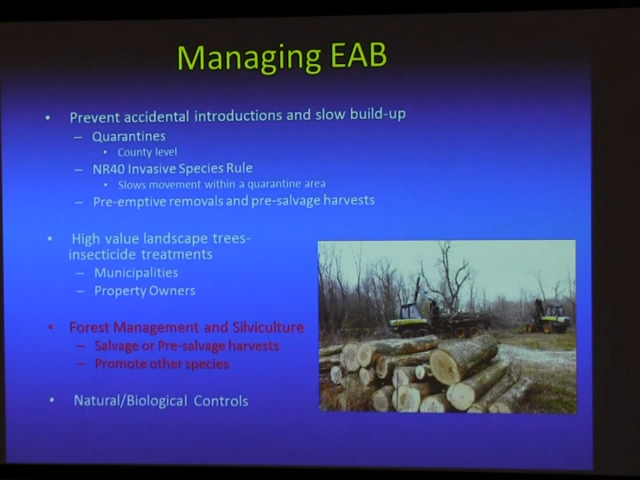 Managing EAB
• Prevent accidental introductions and slow build-up
– Quarantines
• County level
– NR40 Invasive Species Rule
• Slows movement within a quarantine area
– Pre-emptive removals and pre-salvage harvests
• High value landscape trees-
insecticide treatments
– Municipalities
– Property Owners
• Forest Management and Silviculture
– Salvage or Pre-salvage harvests
– Promote other species
• Natural/Biological Controls